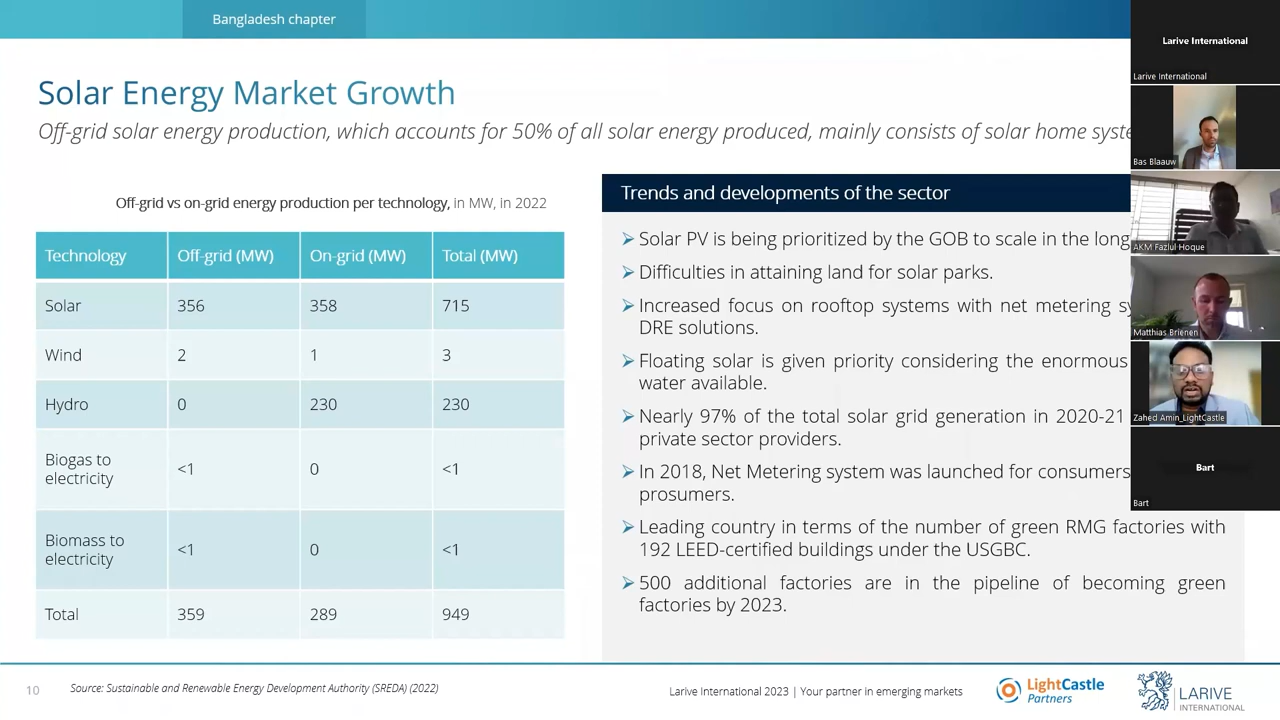 Bangladesh chapter
Solar Energy Market Growth
Off-grid solar energy production, which accounts for 50% of all solar energy produced, mainly consists of solar home
Off-grid vs on-grid energy production per technology, in MW, in 2022
Technology Off-grid (MW) On-grid (MW) Total (MW)
Solar 356 358 715
Wind 2 1 3
Hydro 0 230 230
Biogas to
electricity <1 0 <1
Biomass to
electricity <1 0 <1
Total 359 289 949
Trends and developments of the sector
Solar PV is being prioritized by the GOB to scale in the long
Difficulties in attaining land for solar parks.
Increased focus on rooftop systems with net metering
DRE solutions.
Floating solar is given priority considering the enormous
water available.
Nearly 97% of the total solar grid generation in 2020-21
private sector providers.
In 2018, Net Metering system was launched for consumers
prosumers.
Leading country in terms of the number of green RMG factories with
192 LEED-certified buildings under the USGBC.
500 additional factories are in the pipeline of becoming green
factories by 2023.
Larive International
Larive International
Bas Blaauw
AKM Fazlul Hoque
Matthias Brienen
Zahed Amin_LightCastle
Bart
Bart
10
Source: Sustainable and Renewable Energy Development Authority (SREDA) (2022)
Larive International 2023 | Your partner in emerging markets
LightCastle
Partners
LARIVE
INTERNATIONAL